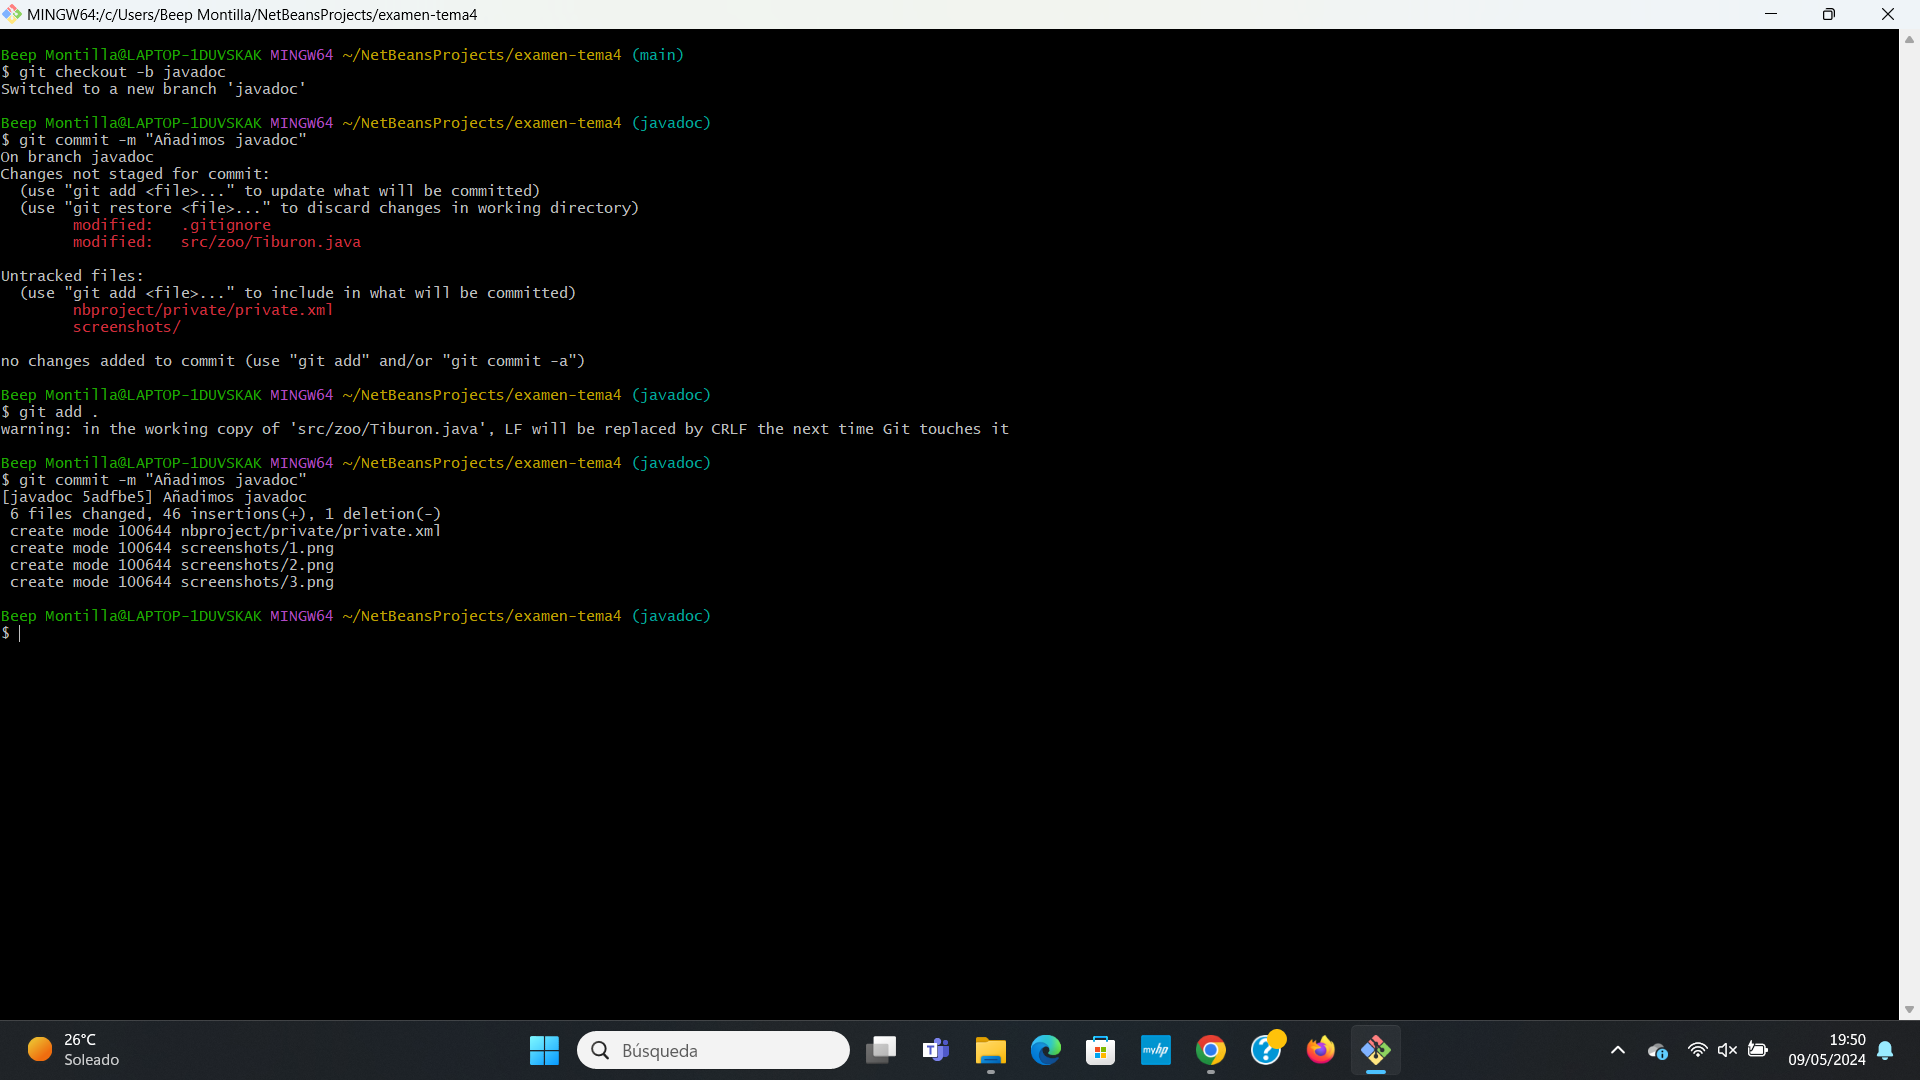 MINGW64:/c/Users/Beep Montilla/NetBeansProjects/examen-tema4
Beep Montilla@LAPTOP-1DUVSKAK MINGW64 ~/NetBeansProjects/examen-tema4 (main)
$ git checkout -b javadoc
Switched to a new branch 'javadoc'
Beep Montilla@LAPTOP-1DUVSKAK MINGW64 ~/NetBeansProjects/examen-tema4 (javadoc)
$ git commit -m "Añadimos javadoc"
On branch javadoc
Changes not staged for commit:
  (use "git add <file>..." to update what will be committed)
  (use "git restore <file>..." to discard changes in working directory)
        modified:   .gitignore
        modified:   src/zoo/Tiburon.java
Untracked files:
  (use "git add <file>..." to include in what will be committed)
        nbproject/private/private.xml
        screenshots/
no changes added to commit (use "git add" and/or "git commit -a")
Beep Montilla@LAPTOP-1DUVSKAK MINGW64 ~/NetBeansProjects/examen-tema4 (javadoc)
$ git add .
warning: in the working copy of 'src/zoo/Tiburon.java', LF will be replaced by CRLF the next time Git touches it
Beep Montilla@LAPTOP-1DUVSKAK MINGW64 ~/NetBeansProjects/examen-tema4 (javadoc)
$ git commit -m "Añadimos javadoc"
[javadoc 5adfbe5] Añadimos javadoc
 6 files changed, 46 insertions(+), 1 deletion(-)
 create mode 100644 nbproject/private/private.xml
 create mode 100644 screenshots/1.png
 create mode 100644 screenshots/2.png
 create mode 100644 screenshots/3.png
Beep Montilla@LAPTOP-1DUVSKAK MINGW64 ~/NetBeansProjects/examen-tema4 (javadoc)
$
26°C
Soleado
Búsqueda
myhp
19:50
09/05/2024